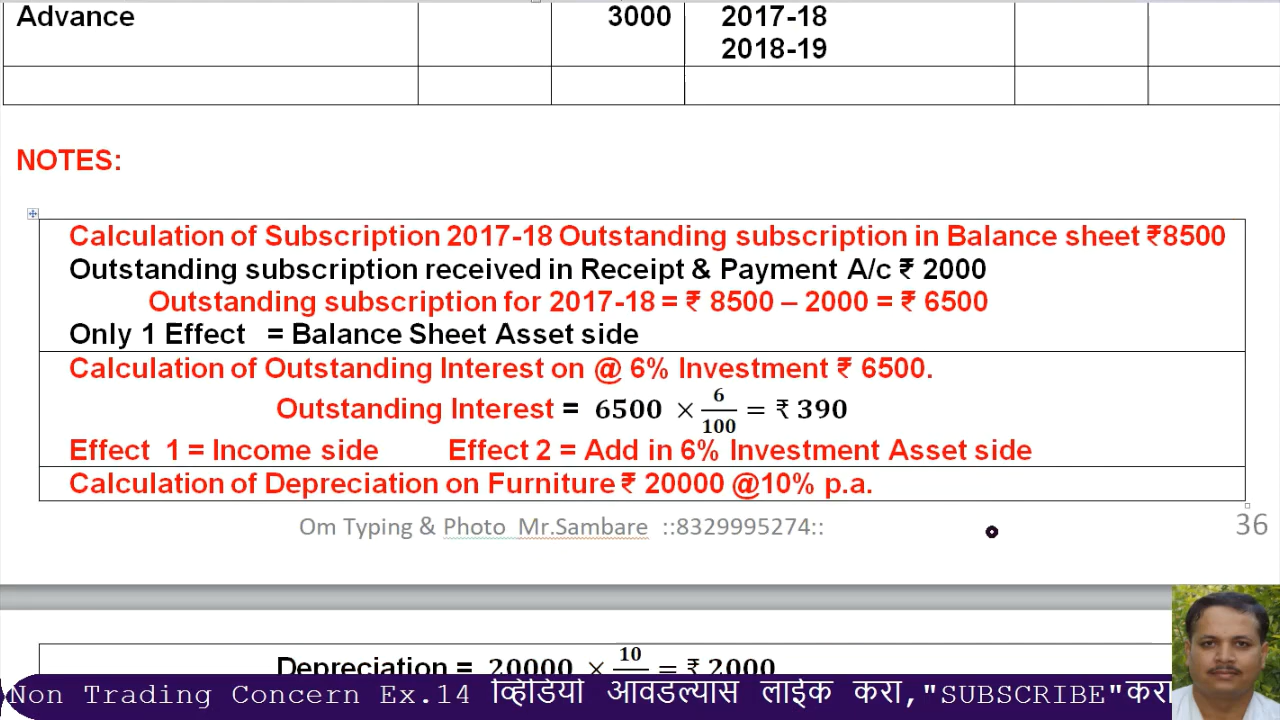 Advance 3000 2017-18
2018-19
NOTES:
Calculation of Subscription 2017-18 Outstanding subscription in Balance sheet ₹8500
Outstanding subscription received in Receipt & Payment A/c ₹ 2000
Outstanding subscription for 2017-18 = ₹ 8500 – 2000 = ₹ 6500
Only 1 Effect = Balance Sheet Asset side
Calculation of Outstanding Interest on @ 6% Investment ₹ 6500.
Outstanding Interest = 6500 × 6/100 = ₹ 390
Effect 1 = Income side Effect 2 = Add in 6% Investment Asset side
Calculation of Depreciation on Furniture ₹ 20000 @10% p.a.
Om Typing & Photo Mr.Sambare ::8329995274:: 36
Depreciation = 20000 × 10 = ₹ 2000
Non Trading Concern Ex.14 व्हिडियो आवडल्यास लाईक करा,"SUBSCRIBE"करा